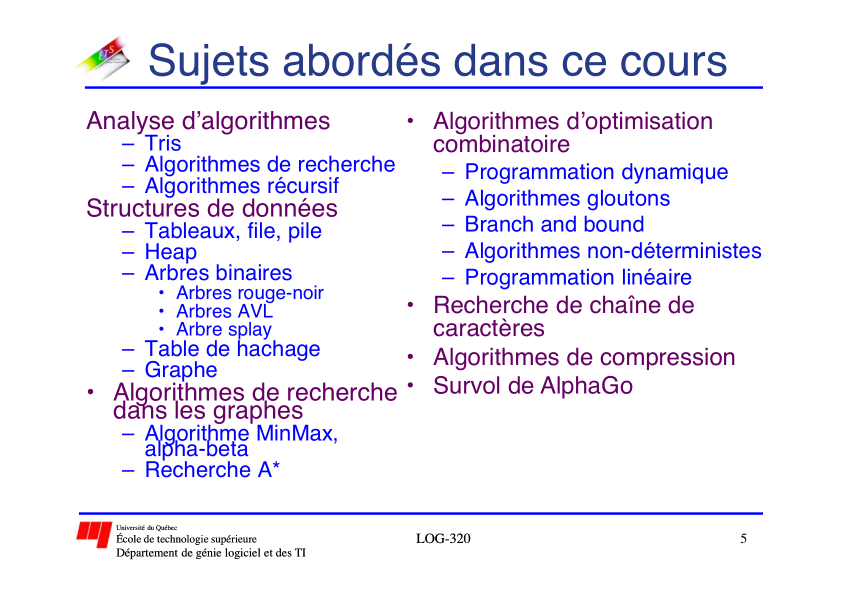 Sujets abordés dans ce cours
Analyse d’algorithmes
– Tris
– Algorithmes de recherche
– Algorithmes récursif
Structures de données
– Tableaux, file, pile
– Heap
– Arbres binaires
• Arbres rouge-noir
• Arbres AVL
• Arbre splay
– Table de hachage
– Graphe
• Algorithmes de recherche
dans les graphes
– Algorithme MinMax,
alpha-beta
– Recherche A*
• Algorithmes d’optimisation
combinatoire
– Programmation dynamique
– Algorithmes gloutons
– Branch and bound
– Algorithmes non-déterministes
– Programmation linéaire
• Recherche de chaîne de
caractères
• Algorithmes de compression
• Survol de AlphaGo
Université du Québec
École de technologie supérieure
Département de génie logiciel et des TI
LOG-320
5